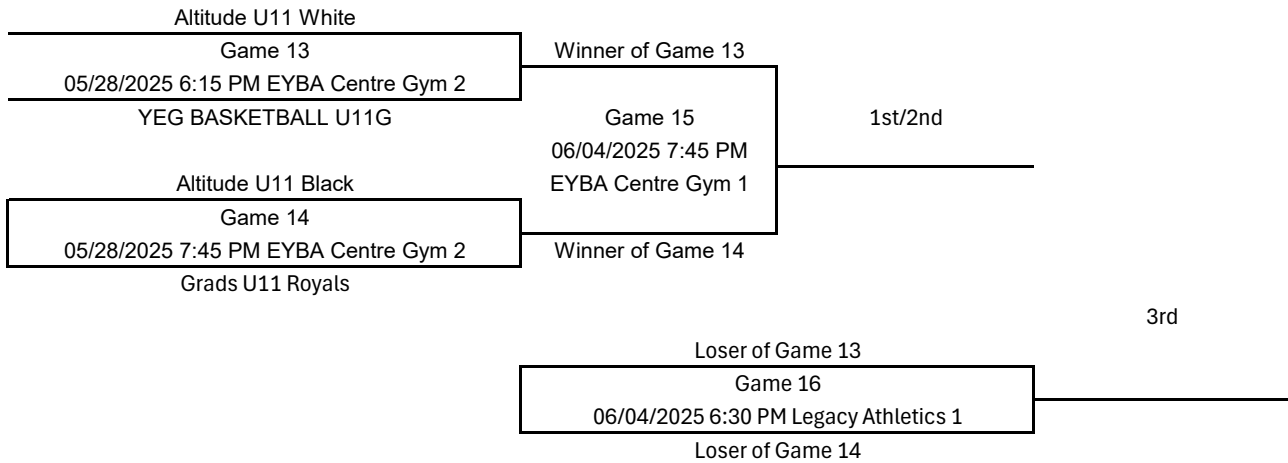 Altitude U11 White
Game 13
05/28/2025 6:15 PM EYBA Centre Gym 2
YEG BASKETBALL U11G
Winner of Game 13
Game 15
06/04/2025 7:45 PM
EYBA Centre Gym 1
1st/2nd
Altitude U11 Black
Game 14
05/28/2025 7:45 PM EYBA Centre Gym 2
Grads U11 Royals
Winner of Game 14
3rd
Loser of Game 13
Game 16
06/04/2025 6:30 PM Legacy Athletics 1
Loser of Game 14